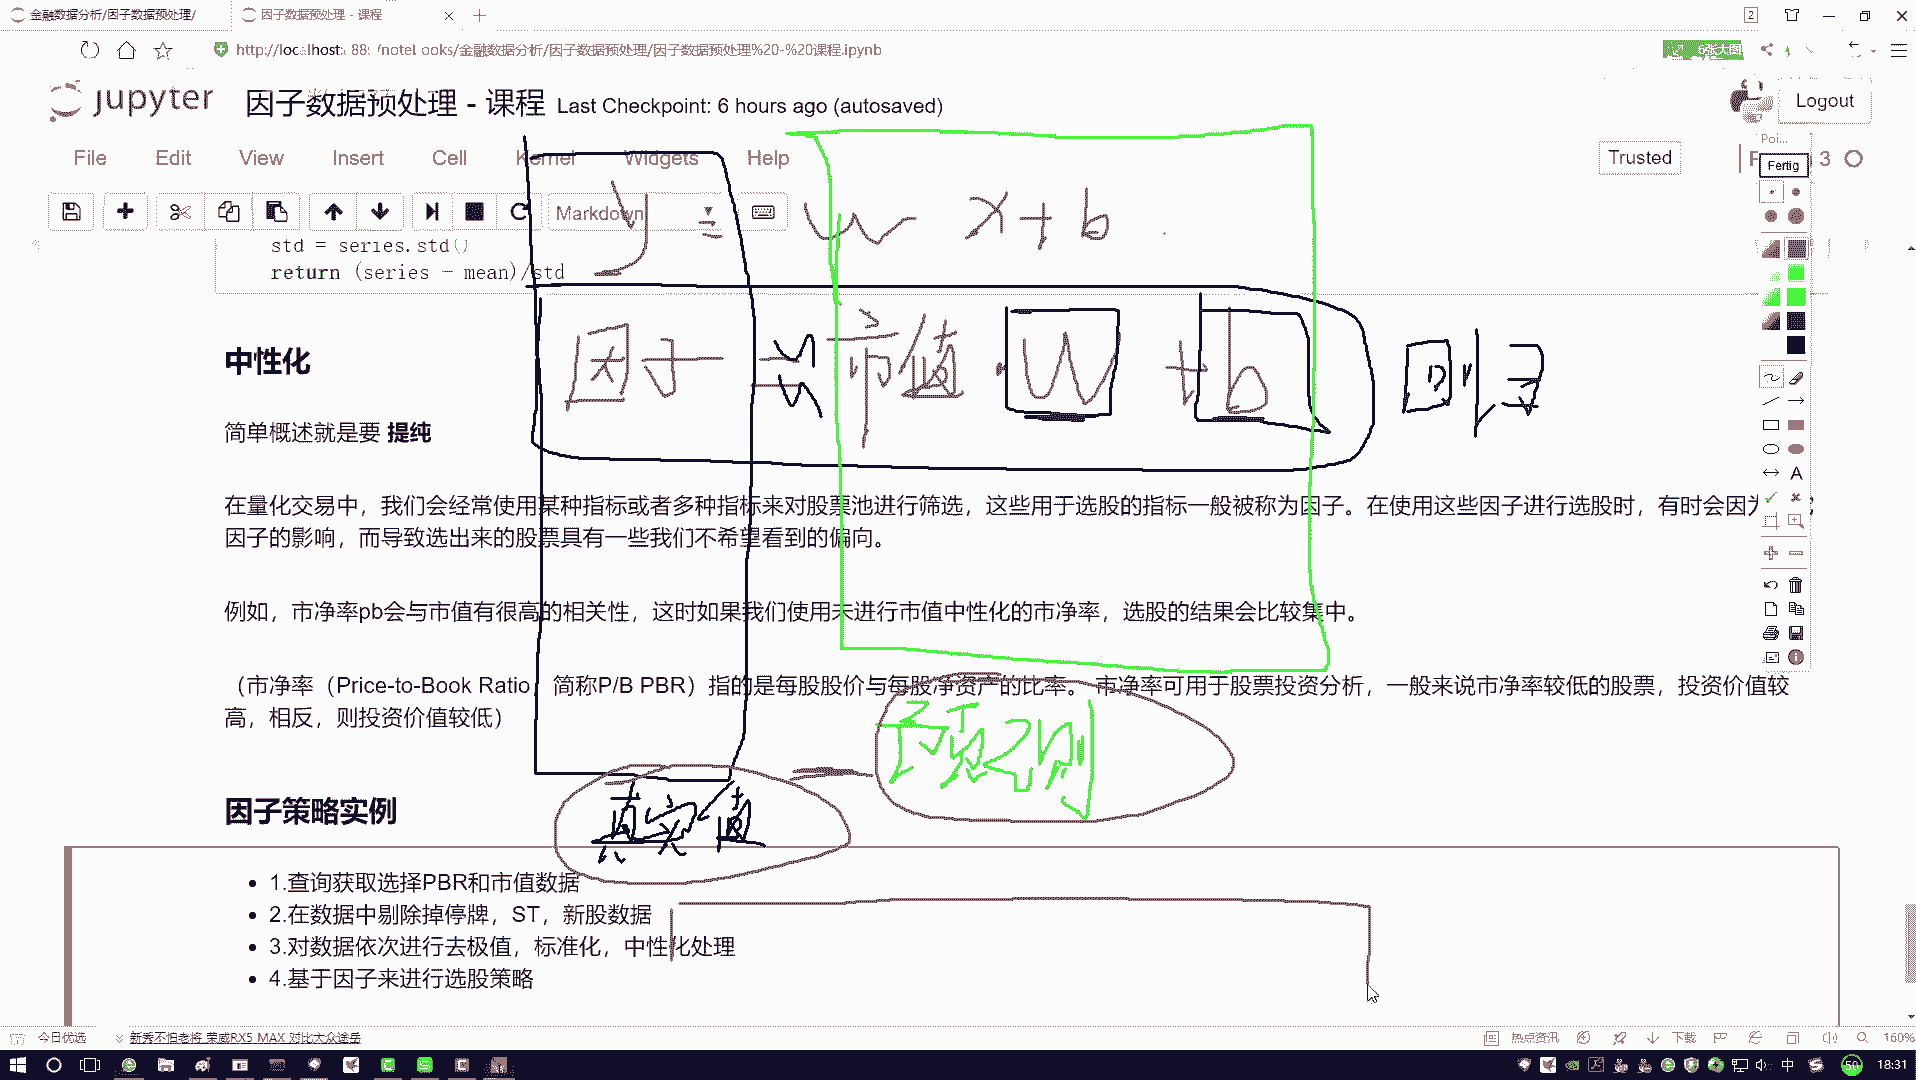 金融数据分析/因子数据预处理/
因子数据预处理 - 课程
2
/金融数据分析/因子数据预处理/因子数据预处理%20-%20课程.ipynb
jupyter 因子数据预处理 - 课程 Last Checkpoint: 6 hours ago (autosaved)
Logout
File Edit View Insert Cell Kernel Widgets Help
Trusted
3
Fertig
Markdown
y = w x + b
std = series.std()
return (series - mean)/std
因子 市值 · W + b 回归
中性化
简单概述就是要 提纯
在量化交易中，我们会经常使用某种指标或者多种指标来对股票池进行筛选，这些用于选股的指标一般被称为因子。在使用这些因子进行选股时，有时会因为
因子的影响，而导致选出来的股票具有一些我们不希望看到的偏向。
例如，市净率pb会与市值有很高的相关性，这时如果我们使用未进行市值中性化的市净率，选股的结果会比较集中。
（市净率（Price-to-Book Ratio，简称P/B PBR）指的是每股股价与每股净资产的比率。 市净率可用于股票投资分析，一般来说市净率较低的股票，投资价值较
高，相反，则投资价值较低）
真实值 - 预测
因子策略实例
1.查询获取选择PBR和市值数据
2.在数据中剔除掉停牌，ST，新股数据
3.对数据依次进行去极值，标准化，中性化处理
4.基于因子来进行选股策略
今日优选
新秀不怕老将 荣威RX5 MAX 对比大众途岳
热点资讯
下载
160%
中
50
18:31